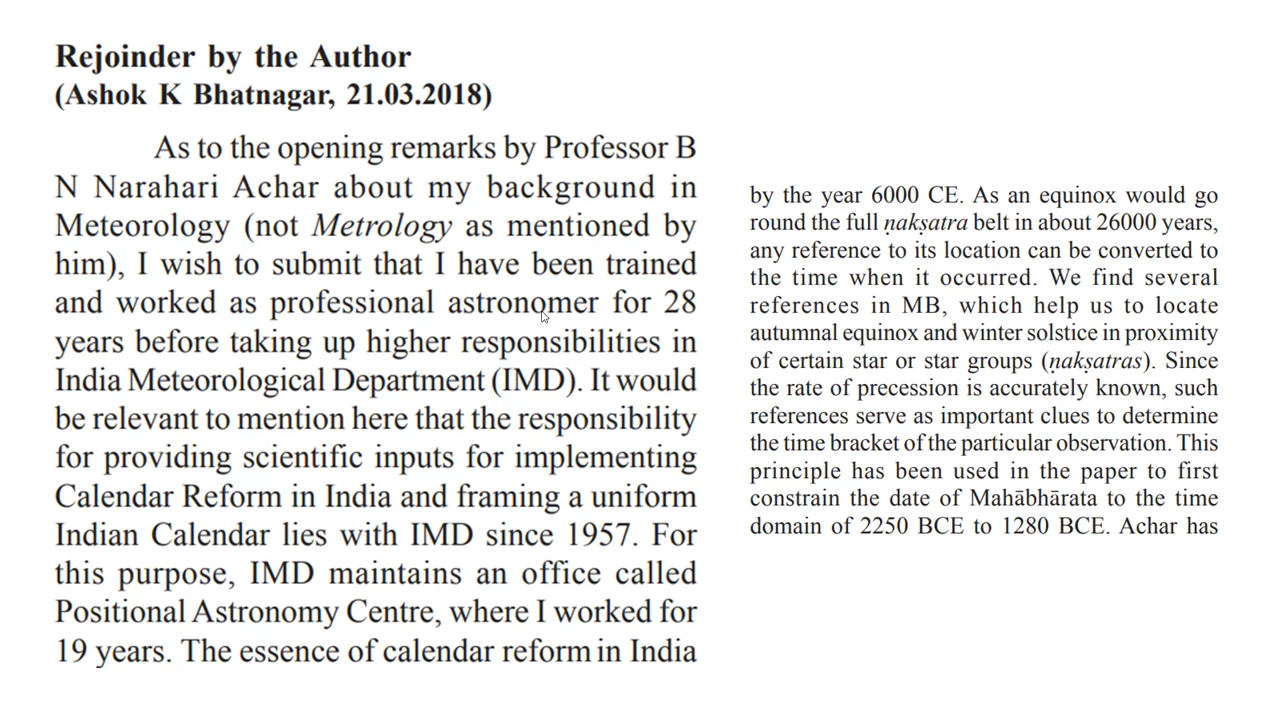 Rejoinder by the Author
(Ashok K Bhatnagar, 21.03.2018)
As to the opening remarks by Professor B
N Narahari Achar about my background in
Meteorology (not Metrology as mentioned by
him), I wish to submit that I have been trained
and worked as professional astronomer for 28
years before taking up higher responsibilities in
India Meteorological Department (IMD). It would
be relevant to mention here that the responsibility
for providing scientific inputs for implementing
Calendar Reform in India and framing a uniform
Indian Calendar lies with IMD since 1957. For
this purpose, IMD maintains an office called
Positional Astronomy Centre, where I worked for
19 years. The essence of calendar reform in India
by the year 6000 CE. As an equinox would go
round the full ṇakṣatra belt in about 26000 years,
any reference to its location can be converted to
the time when it occurred. We find several
references in MB, which help us to locate
autumnal equinox and winter solstice in proximity
of certain star or star groups (ṇakṣatras). Since
the rate of precession is accurately known, such
references serve as important clues to determine
the time bracket of the particular observation. This
principle has been used in the paper to first
constrain the date of Mahābhārata to the time
domain of 2250 BCE to 1280 BCE. Achar has